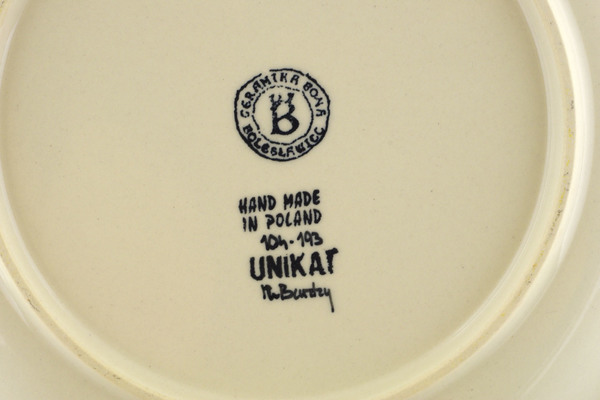 CERAMIKA BONA
B
BOLESŁAWIEC
HAND MADE
IN POLAND
104-193
UNIKAT